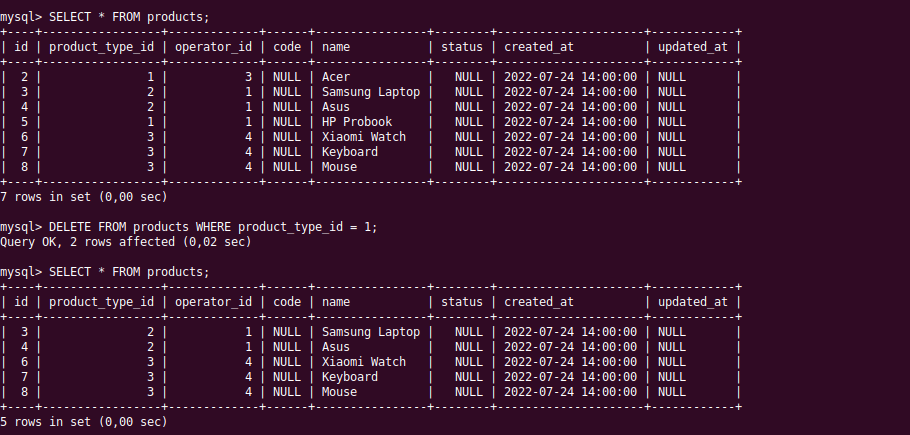 mysql> SELECT * FROM products;
+----+-----------------+-------------+------+----------------+--------+---------------------+------------+
| id | product_type_id | operator_id | code | name           | status | created_at          | updated_at |
+----+-----------------+-------------+------+----------------+--------+---------------------+------------+
|  2 |               1 |           3 | NULL | Acer           |   NULL | 2022-07-24 14:00:00 | NULL       |
|  3 |               2 |           1 | NULL | Samsung Laptop |   NULL | 2022-07-24 14:00:00 | NULL       |
|  4 |               2 |           1 | NULL | Asus           |   NULL | 2022-07-24 14:00:00 | NULL       |
|  5 |               1 |           1 | NULL | HP Probook     |   NULL | 2022-07-24 14:00:00 | NULL       |
|  6 |               3 |           4 | NULL | Xiaomi Watch   |   NULL | 2022-07-24 14:00:00 | NULL       |
|  7 |               3 |           4 | NULL | Keyboard       |   NULL | 2022-07-24 14:00:00 | NULL       |
|  8 |               3 |           4 | NULL | Mouse          |   NULL | 2022-07-24 14:00:00 | NULL       |
+----+-----------------+-------------+------+----------------+--------+---------------------+------------+
7 rows in set (0,00 sec)

mysql> DELETE FROM products WHERE product_type_id = 1;
Query OK, 2 rows affected (0,02 sec)

mysql> SELECT * FROM products;
+----+-----------------+-------------+------+----------------+--------+---------------------+------------+
| id | product_type_id | operator_id | code | name           | status | created_at          | updated_at |
+----+-----------------+-------------+------+----------------+--------+---------------------+------------+
|  3 |               2 |           1 | NULL | Samsung Laptop |   NULL | 2022-07-24 14:00:00 | NULL       |
|  4 |               2 |           1 | NULL | Asus           |   NULL | 2022-07-24 14:00:00 | NULL       |
|  6 |               3 |           4 | NULL | Xiaomi Watch   |   NULL | 2022-07-24 14:00:00 | NULL       |
|  7 |               3 |           4 | NULL | Keyboard       |   NULL | 2022-07-24 14:00:00 | NULL       |
|  8 |               3 |           4 | NULL | Mouse          |   NULL | 2022-07-24 14:00:00 | NULL       |
+----+-----------------+-------------+------+----------------+--------+---------------------+------------+
5 rows in set (0,00 sec)